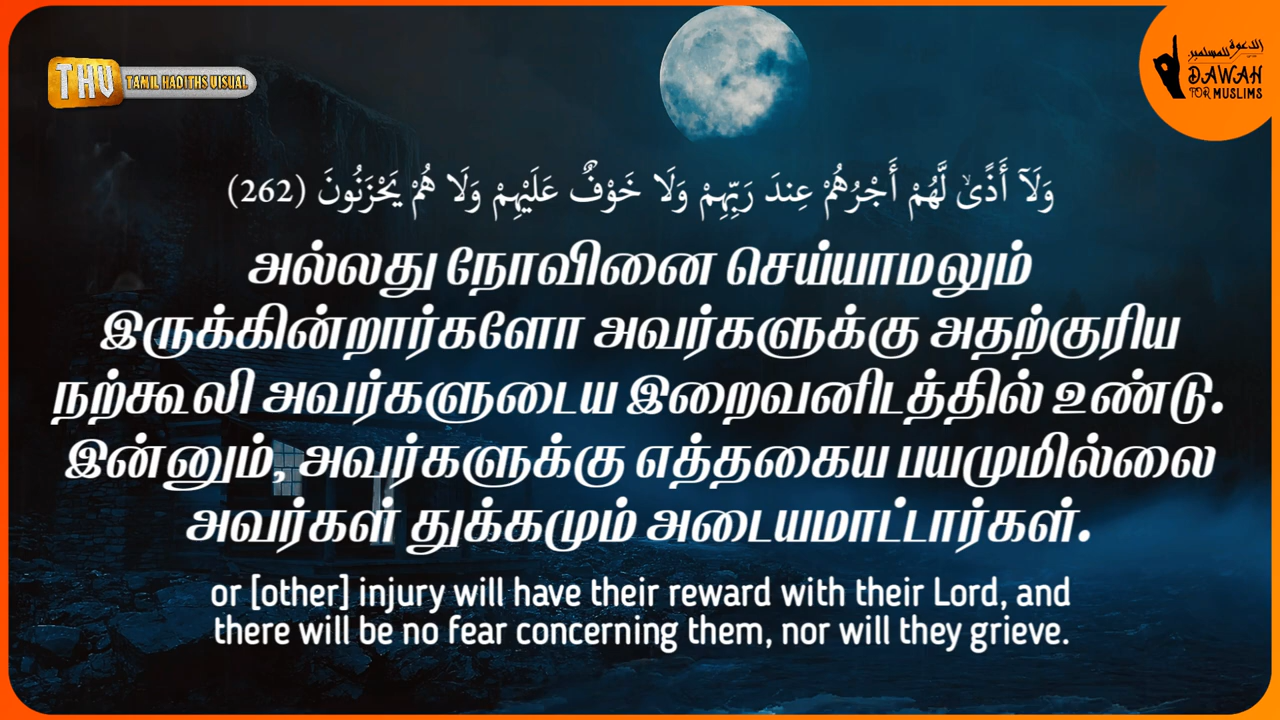 THV TAMIL HADITHS VISUAL
الدعوة للمسلمين
DAWAH
FOR MUSLIMS
وَلَآ أَذًىۙ لَّهُمْ أَجْرُهُمْ عِندَ رَبِّهِمْ وَلَا خَوْفٌ عَلَيْهِمْ وَلَا هُمْ يَحْزَنُونَ (262)
அல்லது நோவினை செய்யாமலும்
இருக்கின்றார்களோ அவர்களுக்கு அதற்குரிய
நற்கூலி அவர்களுடைய இறைவனிடத்தில் உண்டு.
இன்னும், அவர்களுக்கு எத்தகைய பயமுமில்லை
அவர்கள் துக்கமும் அடையமாட்டார்கள்.
or [other] injury will have their reward with their Lord, and
there will be no fear concerning them, nor will they grieve.